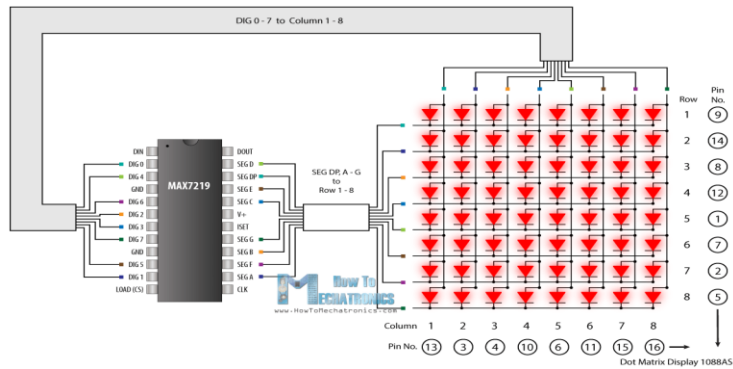 DIG 0 - 7 to Column 1 - 8
Row
Pin No.
1 9
2 14
3 8
4 12
5 1
6 7
7 2
8 5
DIN DOUT
DIG 0 SEG D
DIG 4 SEG DP
GND SEG E
DIG 6 SEG C
DIG 2 V+
DIG 3 ISET
DIG 7 SEG G
GND SEG B
DIG 5 SEG F
DIG 1 SEG A
LOAD (CS) CLK
MAX7219
SEG DP, A - G
to
Row 1 - 8
How To
MECHATRONICS
www.HowToMechatronics.com
Column 1 2 3 4 5 6 7 8
Pin No. 13 3 4 10 6 11 15 16
Dot Matrix Display 1088AS